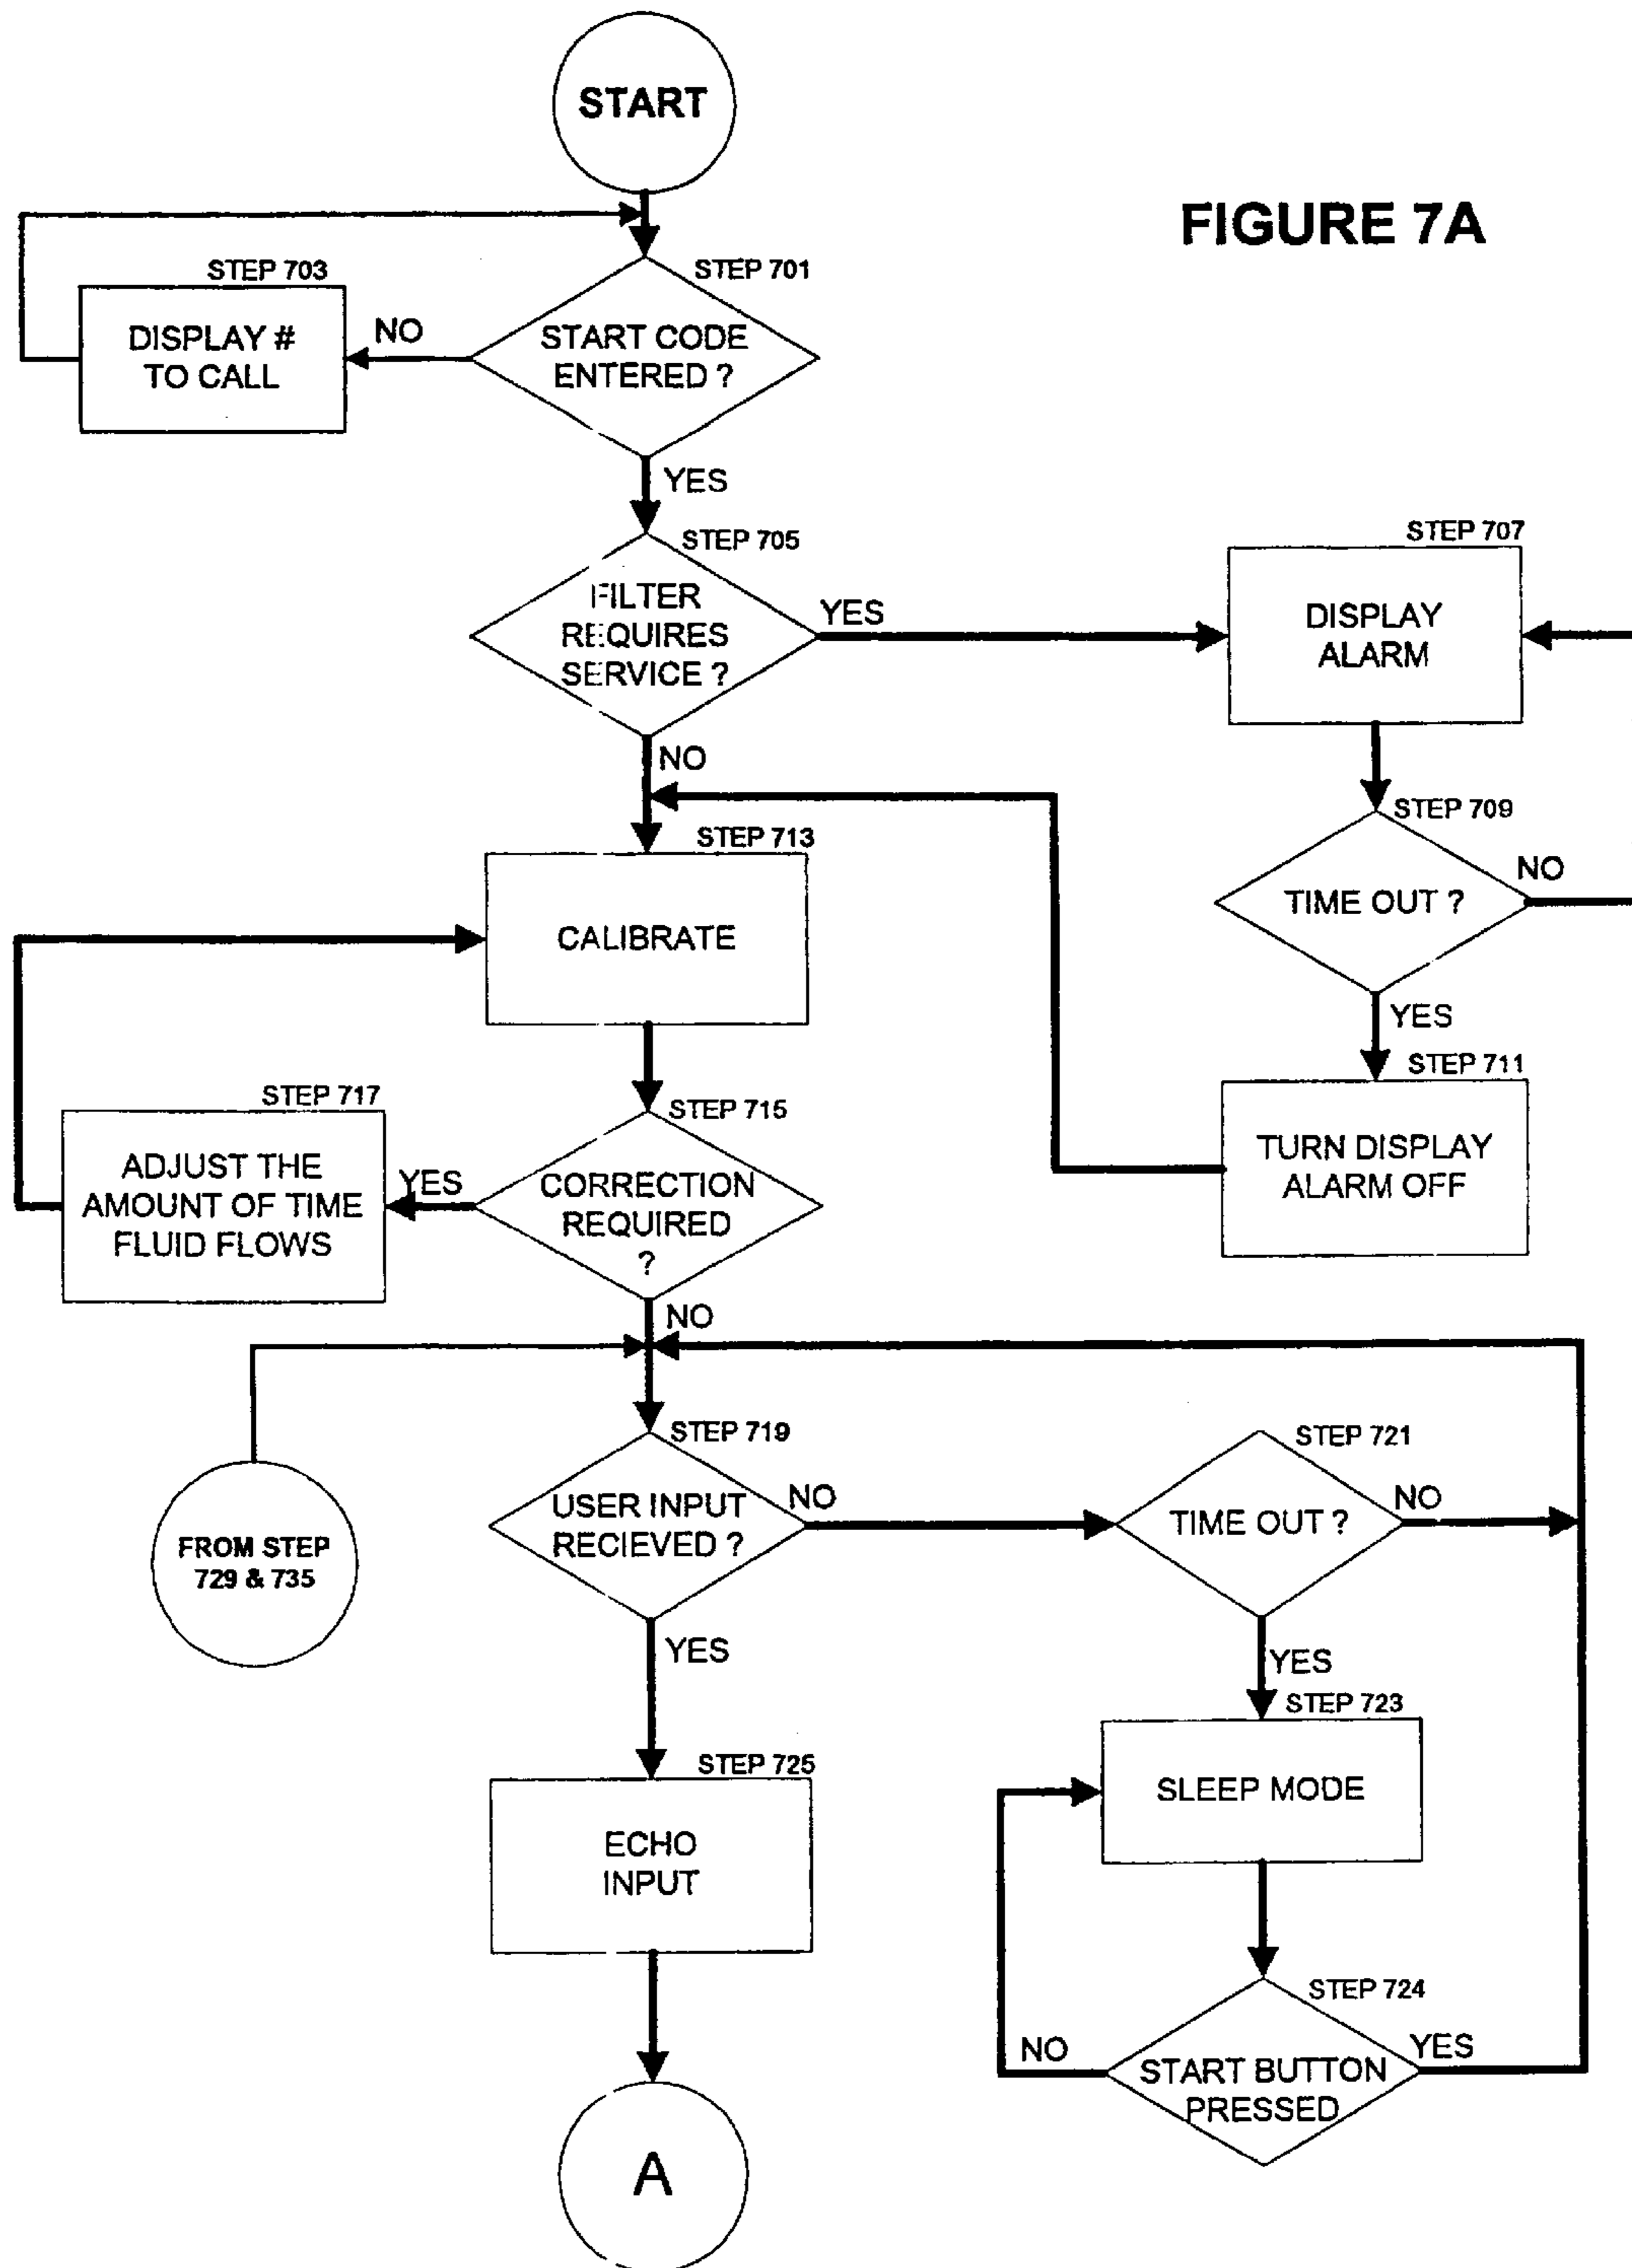 START
FIGURE 7A
STEP 701
START CODE
ENTERED ?
NO
STEP 703
DISPLAY #
TO CALL
YES
STEP 705
FILTER
REQUIRES
SERVICE ?
YES
STEP 707
DISPLAY
ALARM
NO
STEP 709
TIME OUT ?
NO
YES
STEP 711
TURN DISPLAY
ALARM OFF
STEP 713
CALIBRATE
STEP 715
CORRECTION
REQUIRED
?
YES
STEP 717
ADJUST THE
AMOUNT OF TIME
FLUID FLOWS
NO
FROM STEP
729 & 735
STEP 719
USER INPUT
RECIEVED ?
NO
STEP 721
TIME OUT ?
NO
YES
STEP 723
SLEEP MODE
STEP 724
START BUTTON
PRESSED
NO
YES
YES
STEP 725
ECHO
INPUT
A